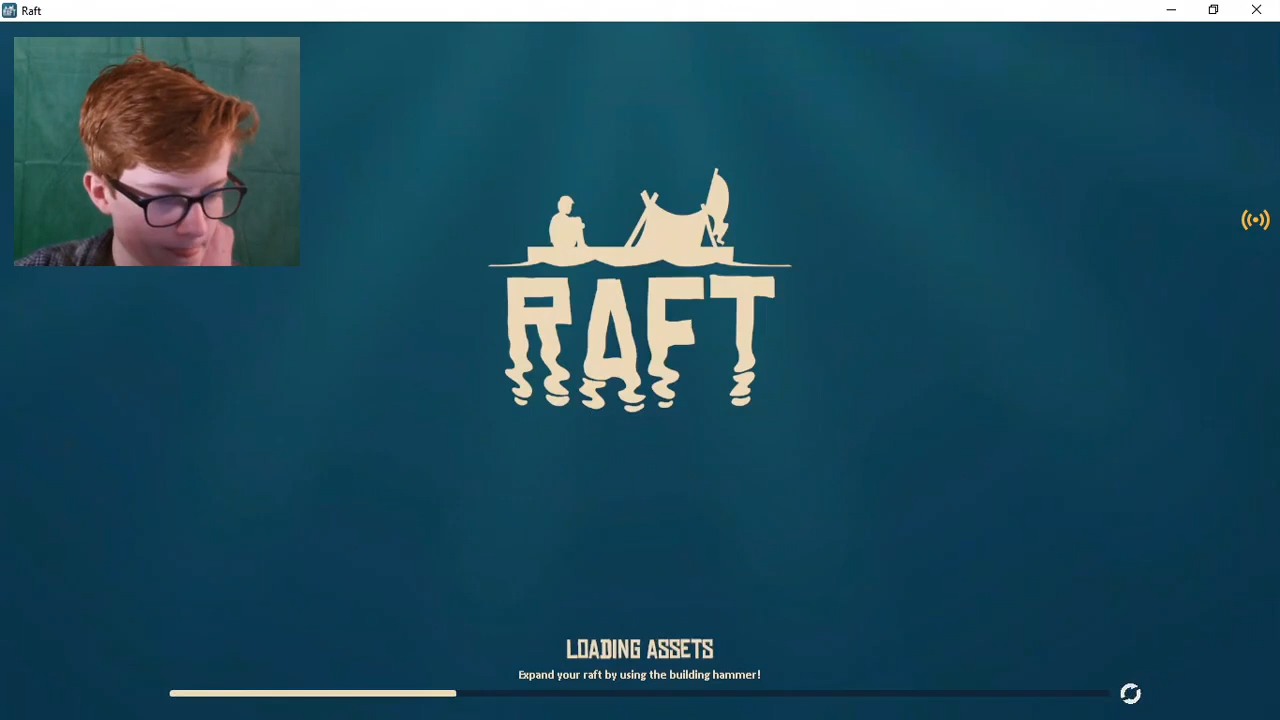 Raft
RAFT
LOADING ASSETS
Expand your raft by using the building hammer!